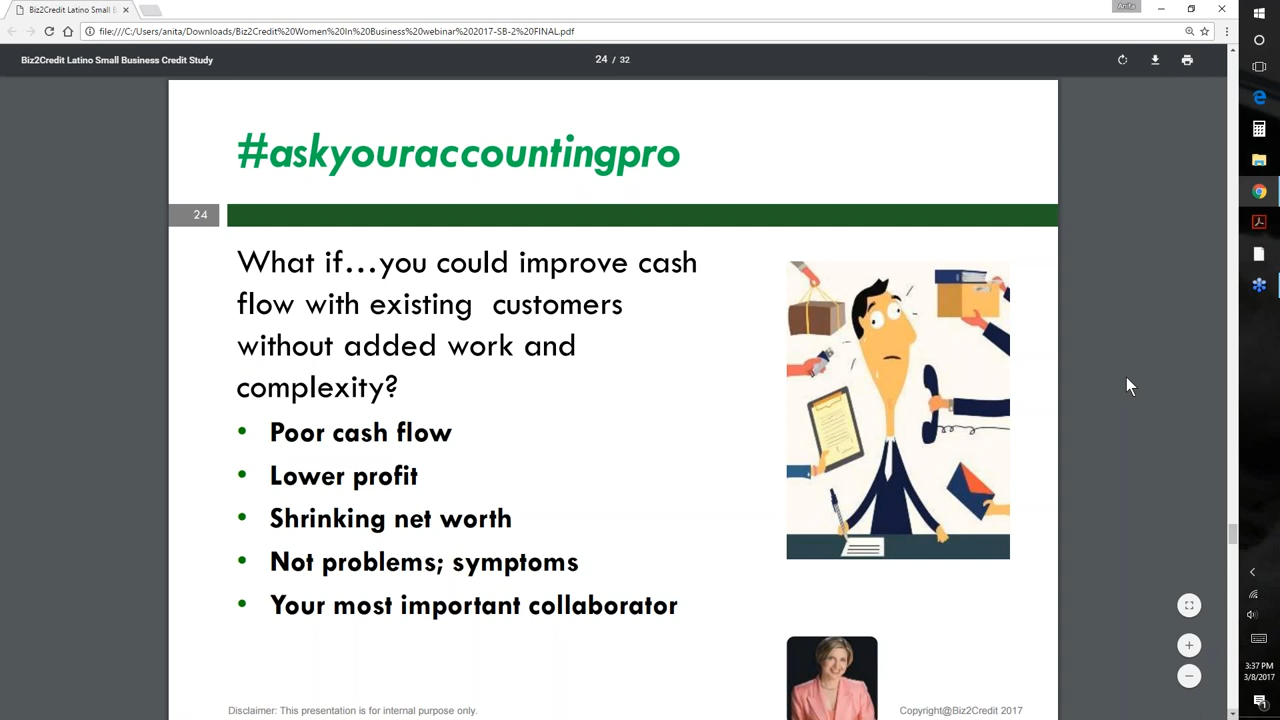 Biz2Credit Latino Small B
Anita
file:///C:/Users/anita/Downloads/Biz2Credit%20Women%20In%20Business%20webinar%202017-SB-2%20FINAL.pdf
Biz2Credit Latino Small Business Credit Study
24 / 32
#askyouraccountingpro
24
What if...you could improve cash
flow with existing customers
without added work and
complexity?
• Poor cash flow
• Lower profit
• Shrinking net worth
• Not problems; symptoms
• Your most important collaborator
Disclaimer: This presentation is for internal purpose only.
Copyright@Biz2Credit 2017
3:37 PM
3/8/2017